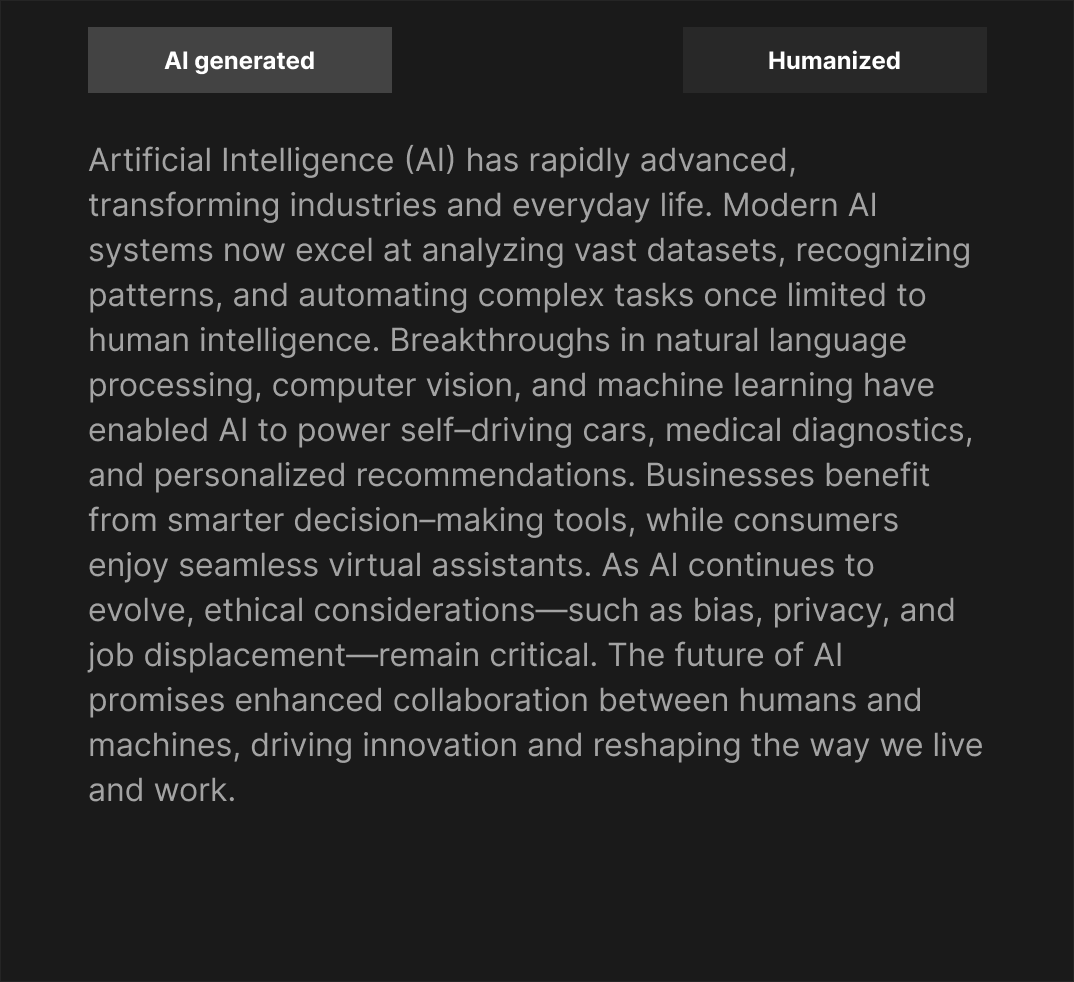 AI generated
Humanized
Artificial Intelligence (AI) has rapidly advanced,
transforming industries and everyday life. Modern AI
systems now excel at analyzing vast datasets, recognizing
patterns, and automating complex tasks once limited to
human intelligence. Breakthroughs in natural language
processing, computer vision, and machine learning have
enabled AI to power self–driving cars, medical diagnostics,
and personalized recommendations. Businesses benefit
from smarter decision–making tools, while consumers
enjoy seamless virtual assistants. As AI continues to
evolve, ethical considerations—such as bias, privacy, and
job displacement—remain critical. The future of AI
promises enhanced collaboration between humans and
machines, driving innovation and reshaping the way we live
and work.